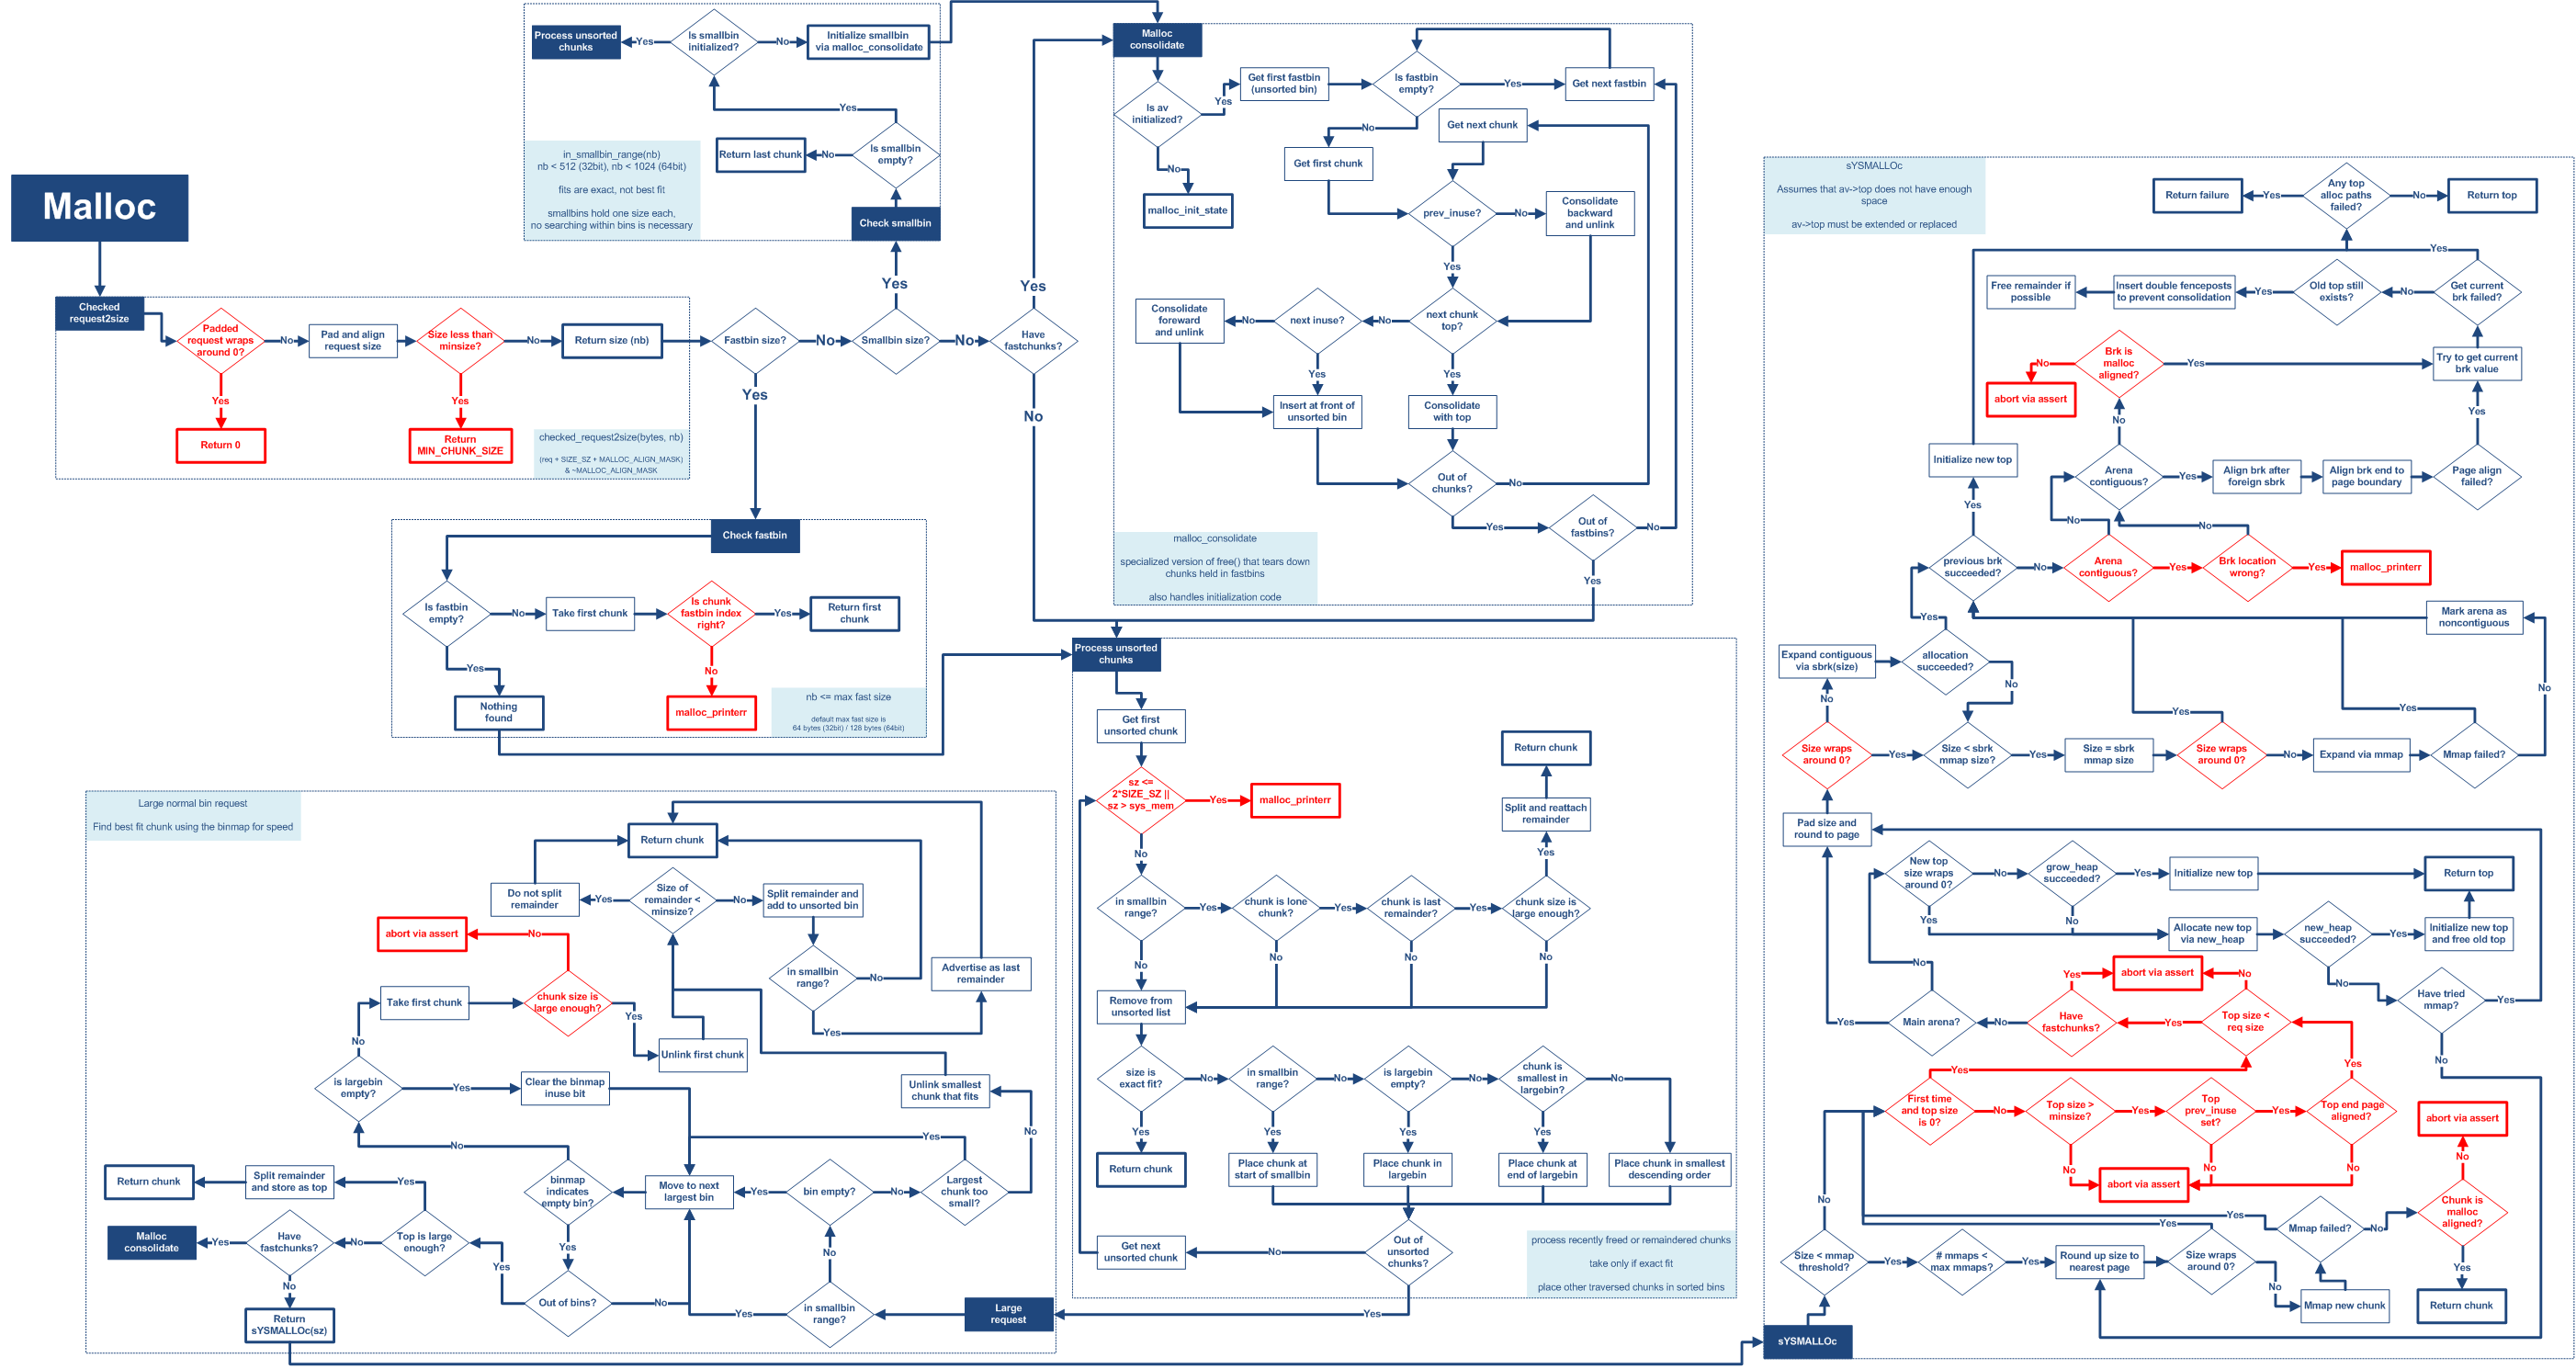 Malloc
Checked
request2size
Padded
request wraps
around 0?
No
Pad and align
request size
Size less than
minsize?
No
Return size (nb)
Yes
Return 0
Yes
Return
MIN_CHUNK_SIZE
checked_request2size(bytes, nb)
(req + SIZE_SZ + MALLOC_ALIGN_MASK)
& ~MALLOC_ALIGN_MASK
Fastbin size?
No
Smallbin size?
No
Have
fastchunks?
Yes
Yes
Yes
No
Process unsorted
chunks
Yes
Is smallbin
initialized?
No
Initialize smallbin
via malloc_consolidate
Yes
Return last chunk
No
Is smallbin
empty?
Check smallbin
in_smallbin_range(nb)
nb < 512 (32bit), nb < 1024 (64bit)
fits are exact, not best fit
smallbins hold one size each,
no searching within bins is necessary
Check fastbin
Is fastbin
empty?
No
Take first chunk
Is chunk
fastbin index
right?
Yes
Return first
chunk
Yes
Nothing
found
No
malloc_printerr
nb <= max fast size
default max fast size is
64 bytes (32bit) / 128 bytes (64bit)
Malloc
consolidate
Is av
initialized?
Yes
Get first fastbin
(unsorted bin)
Is fastbin
empty?
Yes
Get next fastbin
No
malloc_init_state
No
Get first chunk
Get next chunk
prev_inuse?
No
Consolidate
backward
and unlink
Yes
Consolidate
foreward
and unlink
No
next inuse?
No
next chunk
top?
Yes
Yes
Insert at front of
unsorted bin
Consolidate
with top
Out of
chunks?
No
Yes
Out of
fastbins?
No
Yes
malloc_consolidate
specialized version of free() that tears down
chunks held in fastbins
also handles initialization code
Process unsorted
chunks
Get first
unsorted chunk
sz <=
2*SIZE_SZ ||
sz > sys_mem
Yes
malloc_printerr
No
Return chunk
Split and reattach
remainder
Yes
in smallbin
range?
Yes
chunk is lone
chunk?
Yes
chunk is last
remainder?
Yes
chunk size is
large enough?
No
No
No
No
Remove from
unsorted list
size is
exact fit?
No
in smallbin
range?
No
is largebin
empty?
No
chunk is
smallest in
largebin?
No
Yes
Yes
Yes
Yes
Return chunk
Place chunk at
start of smallbin
Place chunk in
largebin
Place chunk at
end of largebin
Place chunk in smallest
descending order
Get next
unsorted chunk
No
Out of
unsorted
chunks?
Yes
process recently freed or remaindered chunks
take only if exact fit
place other traversed chunks in sorted bins
Large normal bin request
Find best fit chunk using the binmap for speed
Return chunk
Do not split
remainder
Yes
Size of
remainder <
minsize?
No
Split remainder and
add to unsorted bin
abort via assert
No
in smallbin
range?
No
Yes
Advertise as last
remainder
Take first chunk
chunk size is
large enough?
Yes
Unlink first chunk
No
is largebin
empty?
Yes
Clear the binmap
inuse bit
Unlink smallest
chunk that fits
No
Yes
No
Return chunk
Split remainder
and store as top
Yes
binmap
indicates
empty bin?
Move to next
largest bin
Yes
bin empty?
No
Largest
chunk too
small?
Malloc
consolidate
Yes
Have
fastchunks?
No
Top is large
enough?
Yes
Yes
No
No
Return
sYSMALLOc(sz)
Out of bins?
No
Yes
in smallbin
range?
Large
request
sYSMALLOc
Assumes that av->top does not have enough
space
av->top must be extended or replaced
Return failure
Yes
Any top
alloc paths
failed?
No
Return top
Yes
Free remainder if
possible
Insert double fenceposts
to prevent consolidation
Yes
Old top still
exists?
No
Get current
brk failed?
No
Brk is
malloc
aligned?
Yes
Try to get current
brk value
abort via assert
No
Yes
Initialize new top
Arena
contiguous?
Yes
Align brk after
foreign sbrk
Align brk end to
page boundary
Page align
failed?
Yes
No
No
previous brk
succeeded?
No
Arena
contiguous?
Yes
Brk location
wrong?
Yes
malloc_printerr
Yes
Mark arena as
noncontiguous
Expand contiguous
via sbrk(size)
allocation
succeeded?
No
No
Yes
Yes
No
Size wraps
around 0?
Yes
Size < sbrk
mmap size?
Yes
Size = sbrk
mmap size
Size wraps
around 0?
No
Expand via mmap
Mmap failed?
Pad size and
round to page
New top
size wraps
around 0?
No
grow_heap
succeeded?
Yes
Initialize new top
Return top
Yes
No
Allocate new top
via new_heap
new_heap
succeeded?
Yes
Initialize new top
and free old top
No
Yes
abort via assert
No
No
Have tried
mmap?
Yes
Yes
Main arena?
No
Have
fastchunks?
Yes
Top size <
req size
No
Yes
Yes
First time
and top size
is 0?
No
Top size >
minsize?
Yes
Top
prev_inuse
set?
Yes
Top end page
aligned?
abort via assert
No
No
No
No
abort via assert
No
Yes
Yes
Mmap failed?
No
Chunk is
malloc
aligned?
Size < mmap
threshold?
Yes
# mmaps <
max mmaps?
Yes
Round up size to
nearest page
Size wraps
around 0?
No
Yes
Mmap new chunk
Return chunk
sYSMALLOc